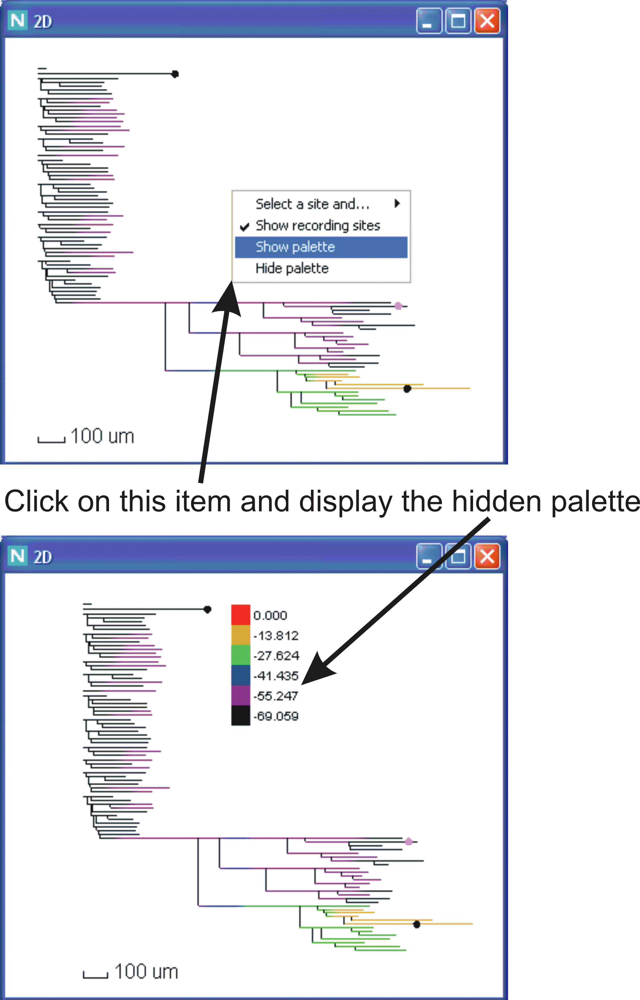 N 2D
Select a site and...
Show recording sites
Show palette
Hide palette
100 um
Click on this item and display the hidden palette
N 2D
0.000
-13.812
-27.624
-41.435
-55.247
-69.059
100 um